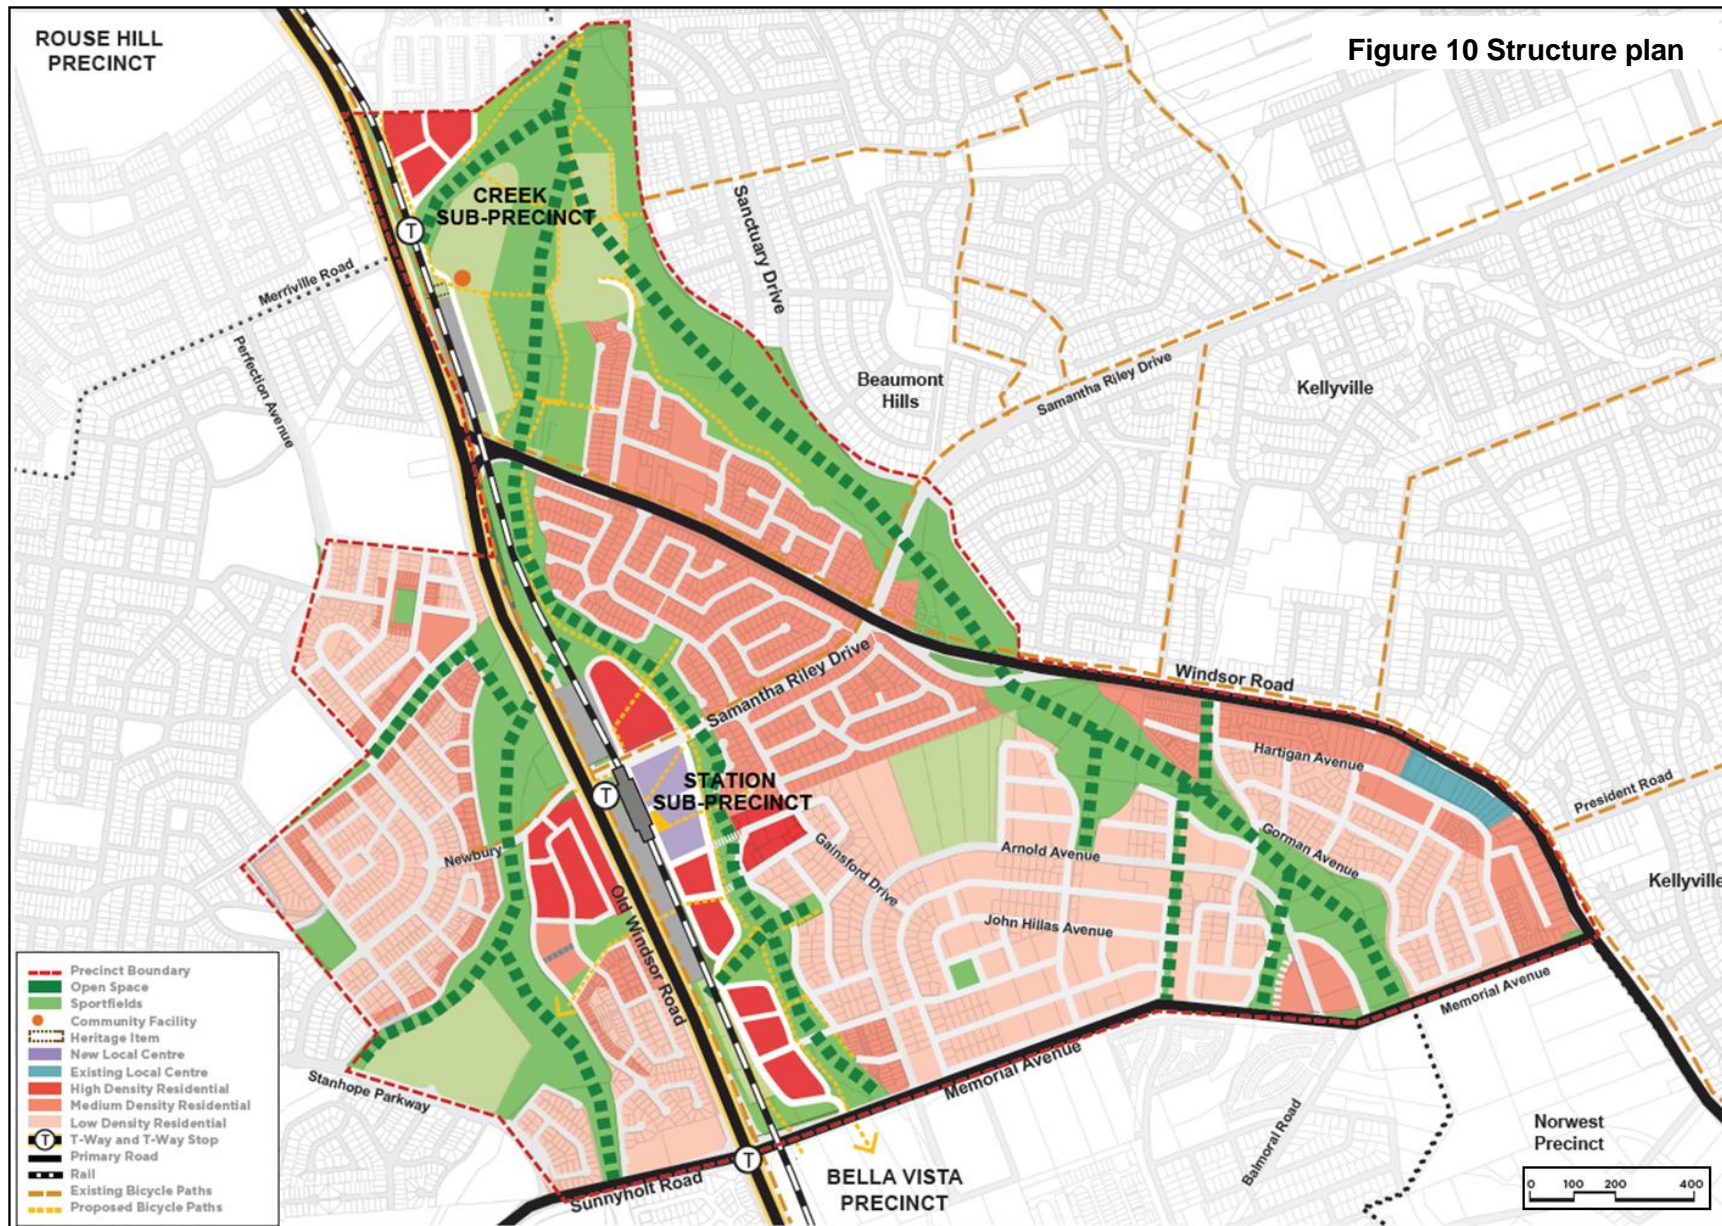 ROUSE HILL
PRECINCT
Figure 10 Structure plan
CREEK
SUB-PRECINCT
T
Sanctuary Drive
Merriville Road
Perfection Avenue
Beaumont
Hills
Samantha Riley Drive
Kellyville
Samantha Riley Drive
Windsor Road
Hartigan Avenue
STATION
SUB-PRECINCT
T
President Road
Gorman Avenue
Gainsford Drive
Arnold Avenue
Newbury
Kellyville
Old Windsor Road
John Hillas Avenue
Memorial Avenue
Memorial Avenue
Stanhope Parkway
Balmoral Road
Norwest
Precinct
T
BELLA VISTA
PRECINCT
Sunnyholt Road
Precinct Boundary
Open Space
Sportfields
Community Facility
Heritage Item
New Local Centre
Existing Local Centre
High Density Residential
Medium Density Residential
Low Density Residential
T T-Way and T-Way Stop
Primary Road
Rail
Existing Bicycle Paths
Proposed Bicycle Paths
0 100 200 400